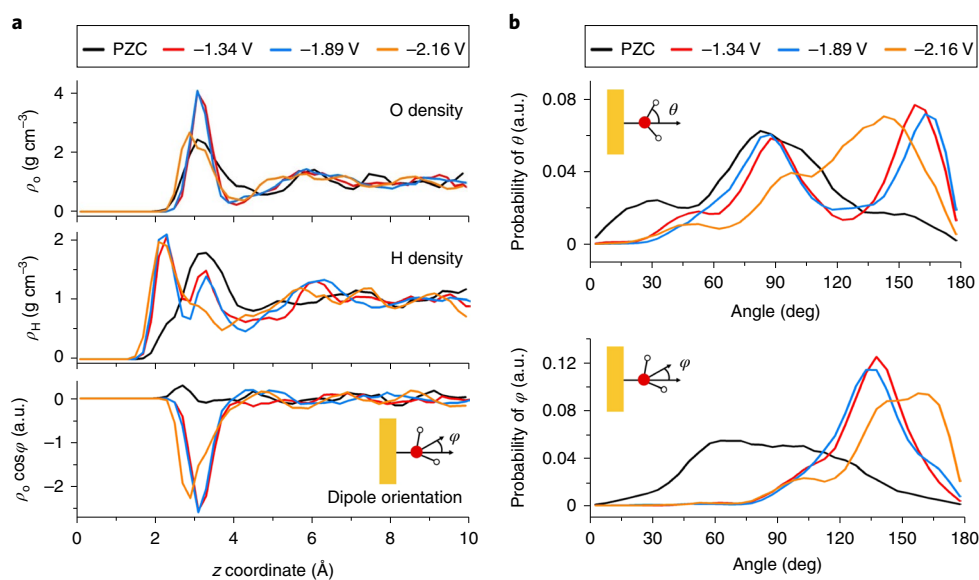 a
PZC −1.34 V −1.89 V −2.16 V
4
2
0
ρo (g cm−3)
O density
2
1
0
ρH (g cm−3)
H density
0
−1
−2
ρo cosφ (a.u.)
φ
Dipole orientation
0 2 4 6 8 10
z coordinate (Å)
b
PZC −1.34 V −1.89 V −2.16 V
0.08
0.04
0
Probability of θ (a.u.)
θ
0 30 60 90 120 150 180
Angle (deg)
0.12
0.08
0.04
0
Probability of φ (a.u.)
φ
0 30 60 90 120 150 180
Angle (deg)